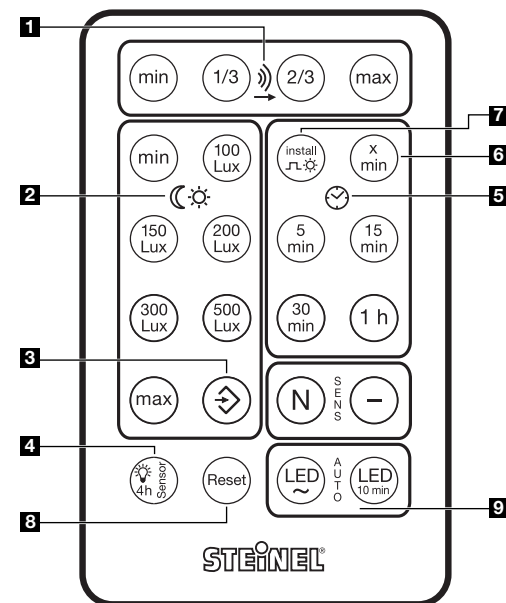 1
min 1/3 2/3 max
7
min
100
Lux
install
x
min
6
2
5
150
Lux
200
Lux
5
min
15
min
300
Lux
500
Lux
30
min
1 h
3
max
N
SENS
−
4
4h
Sensor
Reset
LED
~
AUTO
LED
10 min
8
9
STEINEL®